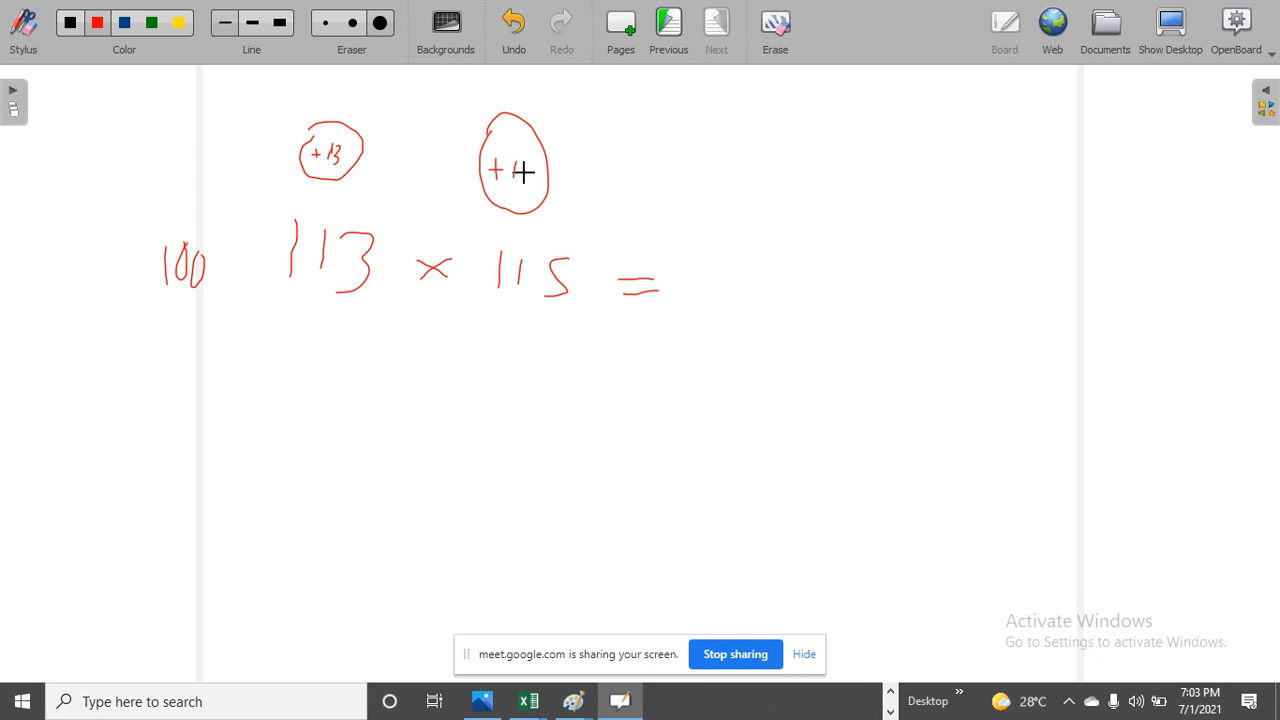 Stylus Color Line Eraser Backgrounds Undo Redo Pages Previous Next Erase Board Web Documents Show Desktop OpenBoard
+13
+1
100 113 × 115 =
Activate Windows
Go to Settings to activate Windows.
meet.google.com is sharing your screen. Stop sharing Hide
Type here to search
Desktop » 28°C 7:03 PM
7/1/2021